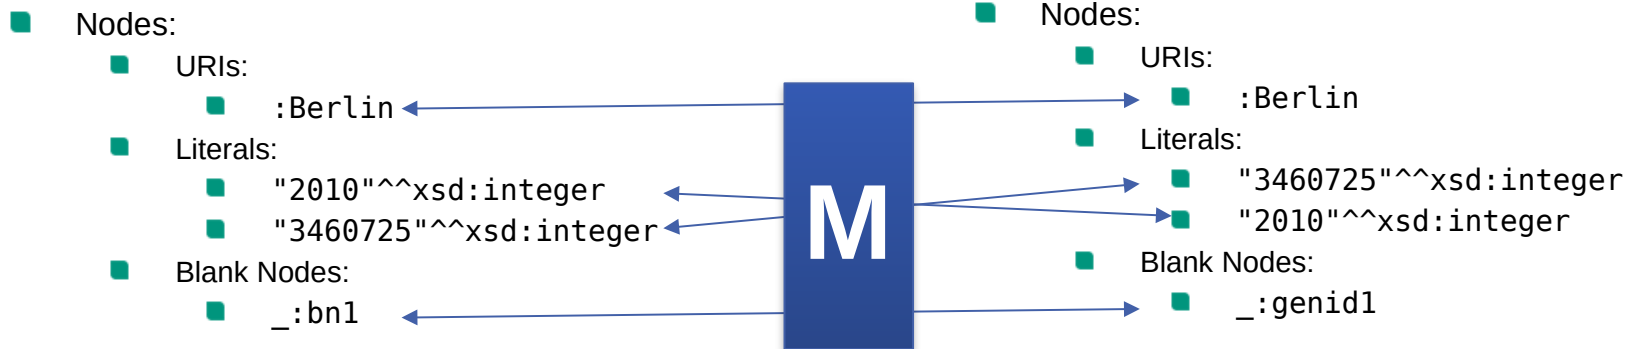 Nodes:
URIs:
:Berlin
Literals:
"2010"^^xsd:integer
"3460725"^^xsd:integer
Blank Nodes:
_:bn1
M
Nodes:
URIs:
:Berlin
Literals:
"3460725"^^xsd:integer
"2010"^^xsd:integer
Blank Nodes:
_:genid1